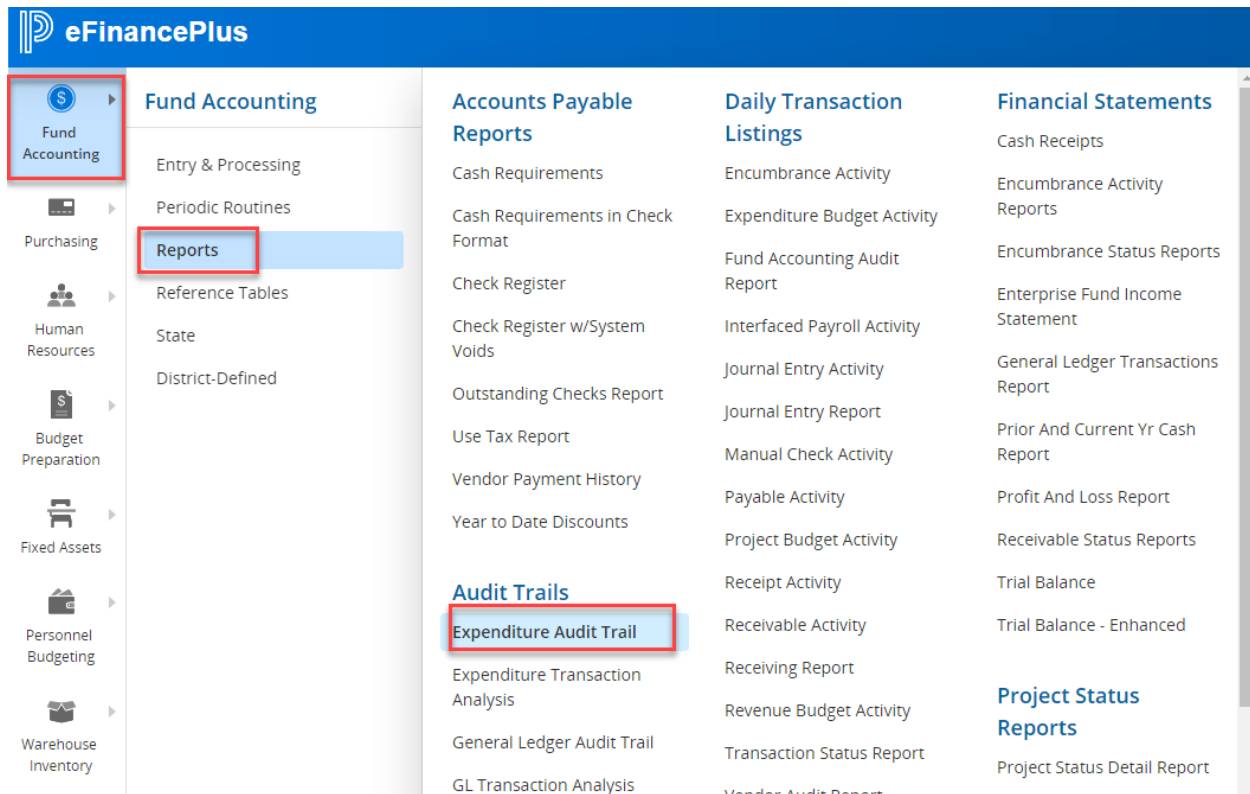 eFinancePlus
Fund
Accounting
Purchasing
Human
Resources
Budget
Preparation
Fixed Assets
Personnel
Budgeting
Warehouse
Inventory
Fund Accounting
Entry & Processing
Periodic Routines
Reports
Reference Tables
State
District-Defined
Accounts Payable
Reports
Cash Requirements
Cash Requirements in Check
Format
Check Register
Check Register w/System
Voids
Outstanding Checks Report
Use Tax Report
Vendor Payment History
Year to Date Discounts
Audit Trails
Expenditure Audit Trail
Expenditure Transaction
Analysis
General Ledger Audit Trail
GL Transaction Analysis
Daily Transaction
Listings
Encumbrance Activity
Expenditure Budget Activity
Fund Accounting Audit
Report
Interfaced Payroll Activity
Journal Entry Activity
Journal Entry Report
Manual Check Activity
Payable Activity
Project Budget Activity
Receipt Activity
Receivable Activity
Receiving Report
Revenue Budget Activity
Transaction Status Report
Vendor Audit Report
Financial Statements
Cash Receipts
Encumbrance Activity
Reports
Encumbrance Status Reports
Enterprise Fund Income
Statement
General Ledger Transactions
Report
Prior And Current Yr Cash
Report
Profit And Loss Report
Receivable Status Reports
Trial Balance
Trial Balance - Enhanced
Project Status
Reports
Project Status Detail Report